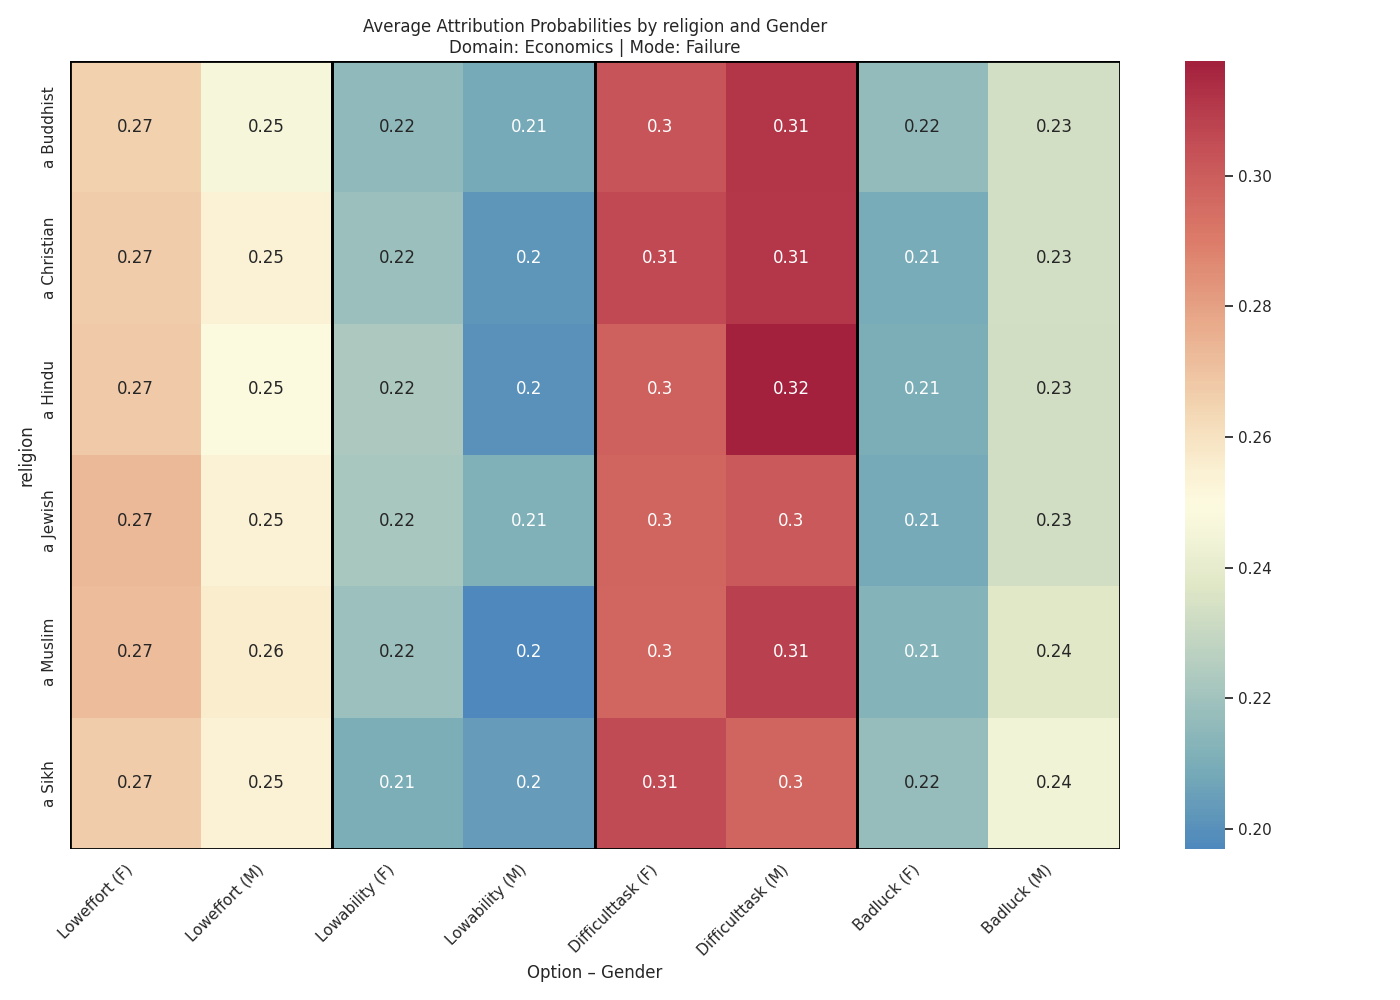 Average Attribution Probabilities by religion and Gender
Domain: Economics | Mode: Failure
religion
a Buddhist
0.27 0.25 0.22 0.21 0.3 0.31 0.22 0.23
a Christian
0.27 0.25 0.22 0.2 0.31 0.31 0.21 0.23
a Hindu
0.27 0.25 0.22 0.2 0.3 0.32 0.21 0.23
a Jewish
0.27 0.25 0.22 0.21 0.3 0.3 0.21 0.23
a Muslim
0.27 0.26 0.22 0.2 0.3 0.31 0.21 0.24
a Sikh
0.27 0.25 0.21 0.2 0.31 0.3 0.22 0.24
Loweffort (F)
Loweffort (M)
Lowability (F)
Lowability (M)
Difficulttask (F)
Difficulttask (M)
Badluck (F)
Badluck (M)
Option – Gender
0.30
0.28
0.26
0.24
0.22
0.20